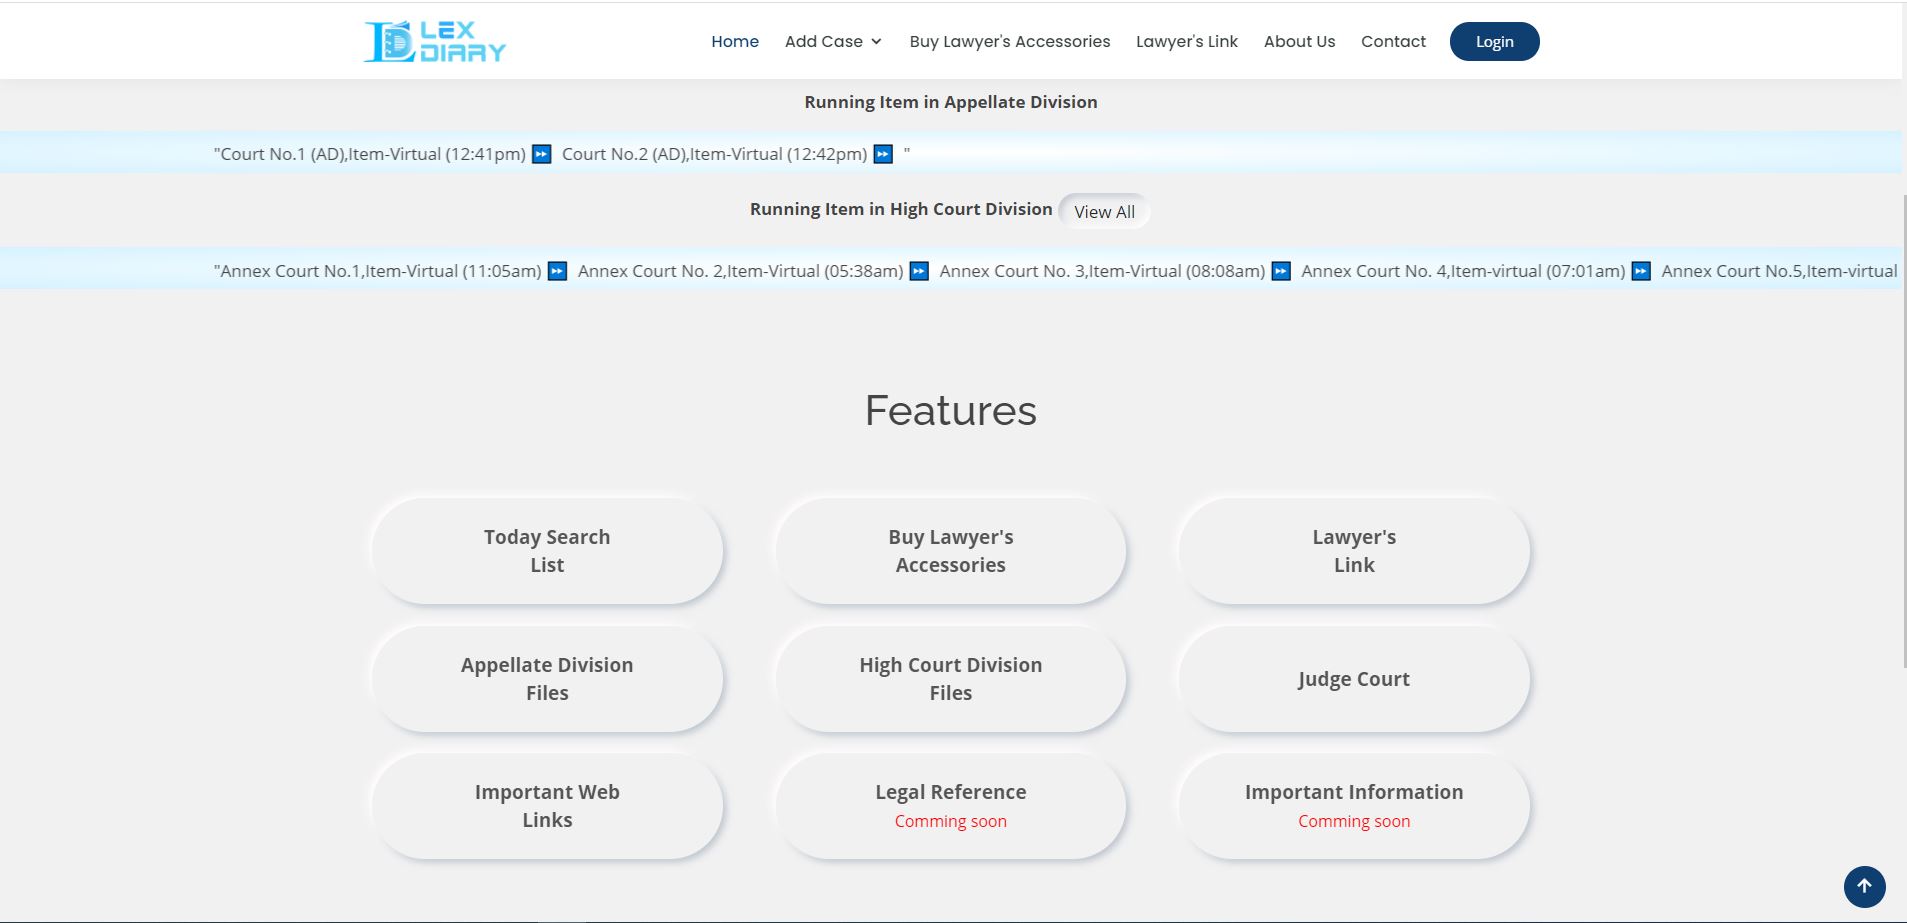 LEX
DIARY
Home Add Case Buy Lawyer's Accessories Lawyer's Link About Us Contact Login
Running Item in Appellate Division
"Court No.1 (AD),Item-Virtual (12:41pm) ⏩ Court No.2 (AD),Item-Virtual (12:42pm) ⏩ "
Running Item in High Court Division View All
"Annex Court No.1,Item-Virtual (11:05am) ⏩ Annex Court No. 2,Item-Virtual (05:38am) ⏩ Annex Court No. 3,Item-Virtual (08:08am) ⏩ Annex Court No. 4,Item-virtual (07:01am) ⏩ Annex Court No.5,Item-virtual
Features
Today Search
List
Buy Lawyer's
Accessories
Lawyer's
Link
Appellate Division
Files
High Court Division
Files
Judge Court
Important Web
Links
Legal Reference
Comming soon
Important Information
Comming soon